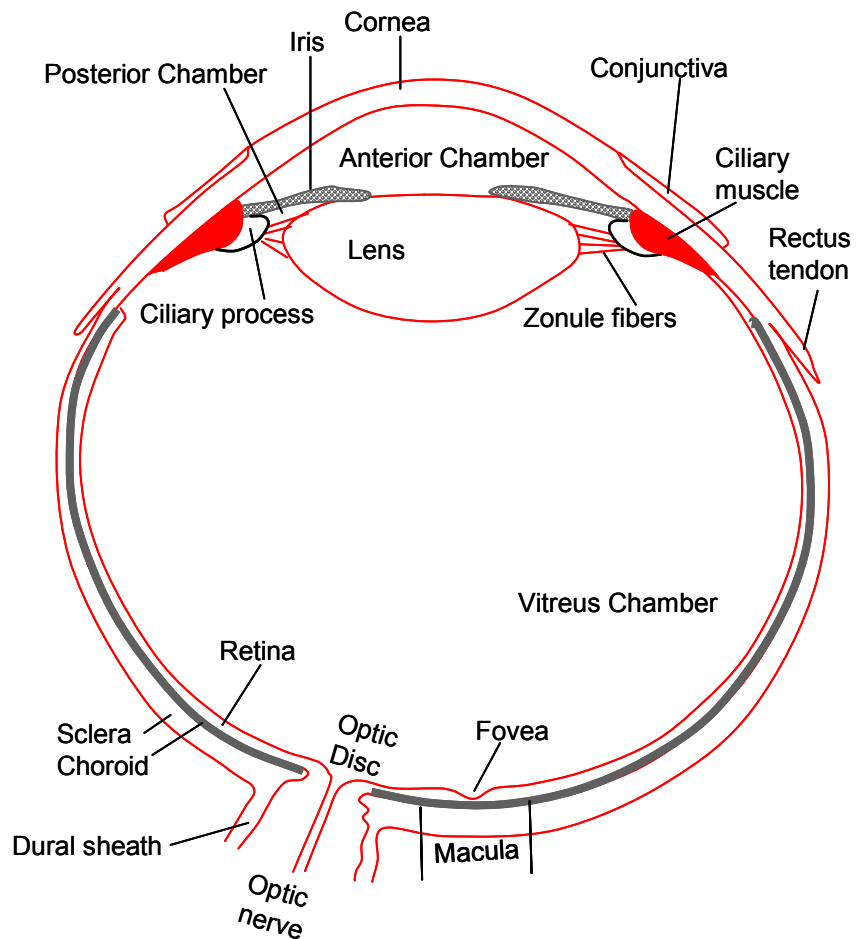 Cornea
Iris
Posterior Chamber
Conjunctiva
Anterior Chamber
Ciliary
muscle
Lens
Rectus
tendon
Ciliary process
Zonule fibers
Vitreus Chamber
Retina
Sclera
Choroid
Optic
Disc
Fovea
Dural sheath
Macula
Optic
nerve